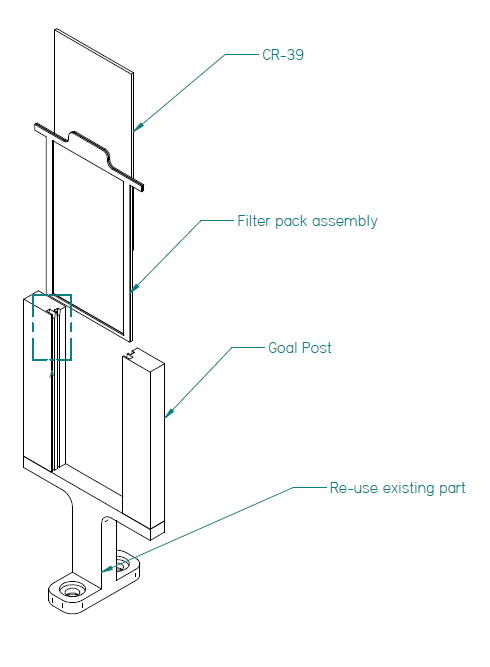 CR-39
Filter pack assembly
Goal Post
Re-use existing part